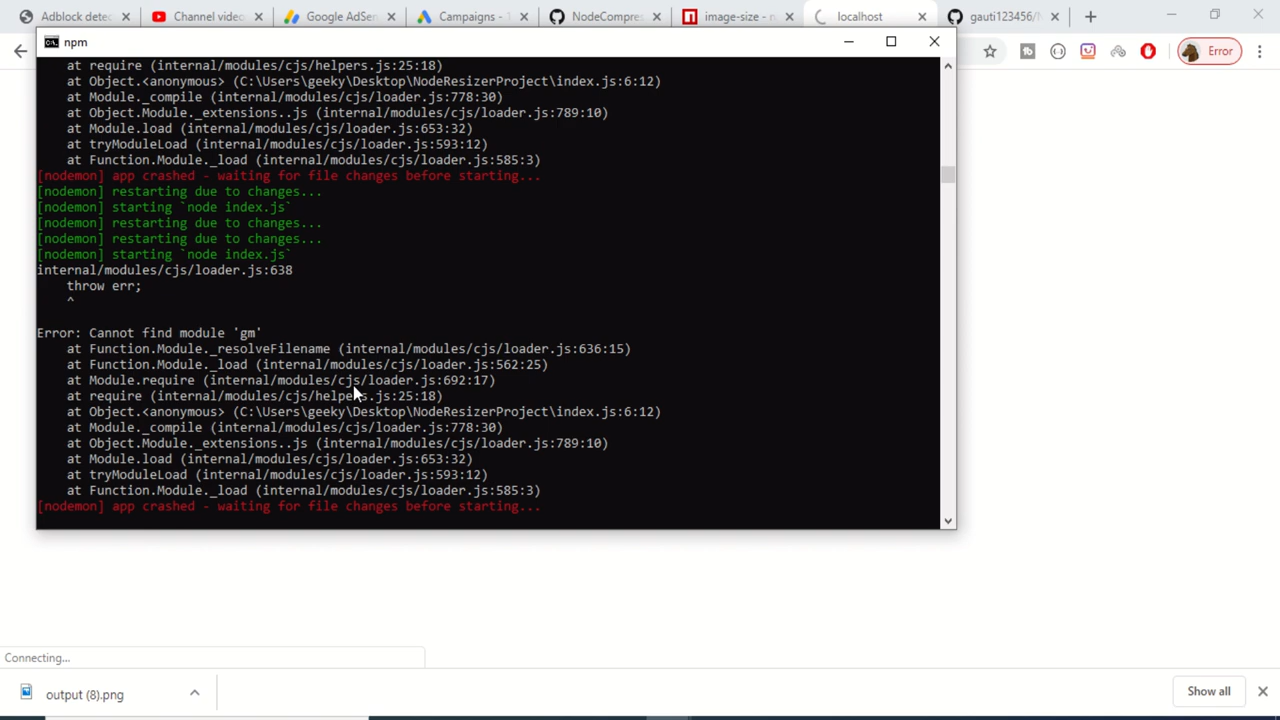 Adblock dete
Channel video
Google AdSen
Campaigns - 1
NodeCompres
image-size - n
localhost
gauti123456/N
npm
Error
at require (internal/modules/cjs/helpers.js:25:18)
at Object.<anonymous> (C:\Users\geeky\Desktop\NodeResizerProject\index.js:6:12)
at Module._compile (internal/modules/cjs/loader.js:778:30)
at Object.Module._extensions..js (internal/modules/cjs/loader.js:789:10)
at Module.load (internal/modules/cjs/loader.js:653:32)
at tryModuleLoad (internal/modules/cjs/loader.js:593:12)
at Function.Module._load (internal/modules/cjs/loader.js:585:3)
[nodemon] app crashed - waiting for file changes before starting...
[nodemon] restarting due to changes...
[nodemon] starting `node index.js`
[nodemon] restarting due to changes...
[nodemon] restarting due to changes...
[nodemon] starting `node index.js`
internal/modules/cjs/loader.js:638
throw err;
^
Error: Cannot find module 'gm'
at Function.Module._resolveFilename (internal/modules/cjs/loader.js:636:15)
at Function.Module._load (internal/modules/cjs/loader.js:562:25)
at Module.require (internal/modules/cjs/loader.js:692:17)
at require (internal/modules/cjs/helpers.js:25:18)
at Object.<anonymous> (C:\Users\geeky\Desktop\NodeResizerProject\index.js:6:12)
at Module._compile (internal/modules/cjs/loader.js:778:30)
at Object.Module._extensions..js (internal/modules/cjs/loader.js:789:10)
at Module.load (internal/modules/cjs/loader.js:653:32)
at tryModuleLoad (internal/modules/cjs/loader.js:593:12)
at Function.Module._load (internal/modules/cjs/loader.js:585:3)
[nodemon] app crashed - waiting for file changes before starting...
Connecting...
output (8).png
Show all